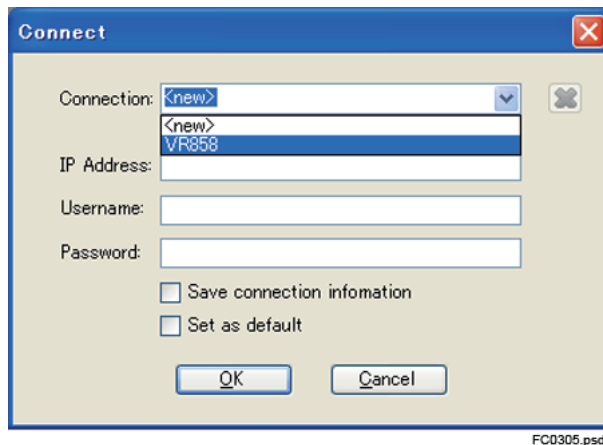 Connect
Connection: <new>
<new>
VR858
IP Address:
Username:
Password:
Save connection infomation
Set as default
OK Cancel
FC0305.psd